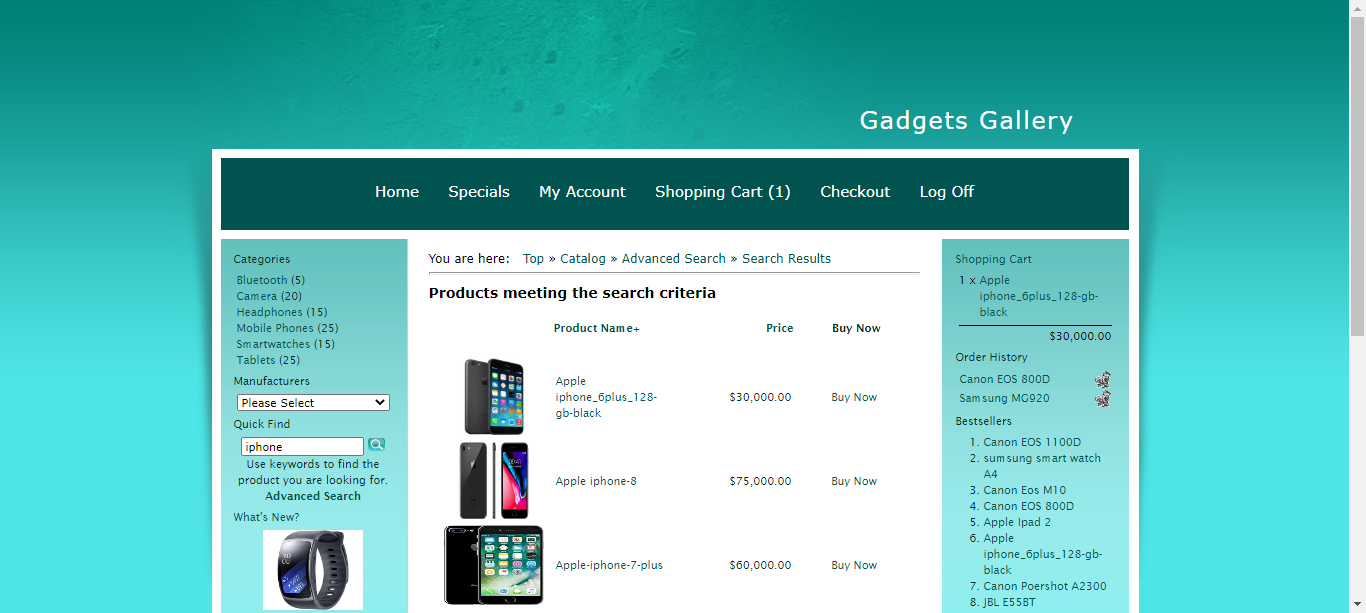 Gadgets Gallery
Home Specials My Account Shopping Cart (1) Checkout Log Off
Categories
Bluetooth (5)
Camera (20)
Headphones (15)
Mobile Phones (25)
Smartwatches (15)
Tablets (25)
Manufacturers
Please Select
Quick Find
iphone
Use keywords to find the
product you are looking for.
Advanced Search
What's New?
You are here: Top » Catalog » Advanced Search » Search Results
Products meeting the search criteria
Product Name+ Price Buy Now
Apple
iphone_6plus_128-
gb-black
$30,000.00 Buy Now
Apple iphone-8 $75,000.00 Buy Now
Apple-iphone-7-plus $60,000.00 Buy Now
Shopping Cart
1 x Apple
iphone_6plus_128-gb-
black
$30,000.00
Order History
Canon EOS 800D
Samsung MG920
Bestsellers
1. Canon EOS 1100D
2. sumsung smart watch
A4
3. Canon Eos M10
4. Canon EOS 800D
5. Apple Ipad 2
6. Apple
iphone_6plus_128-gb-
black
7. Canon Poershot A2300
8. JBL E55BT